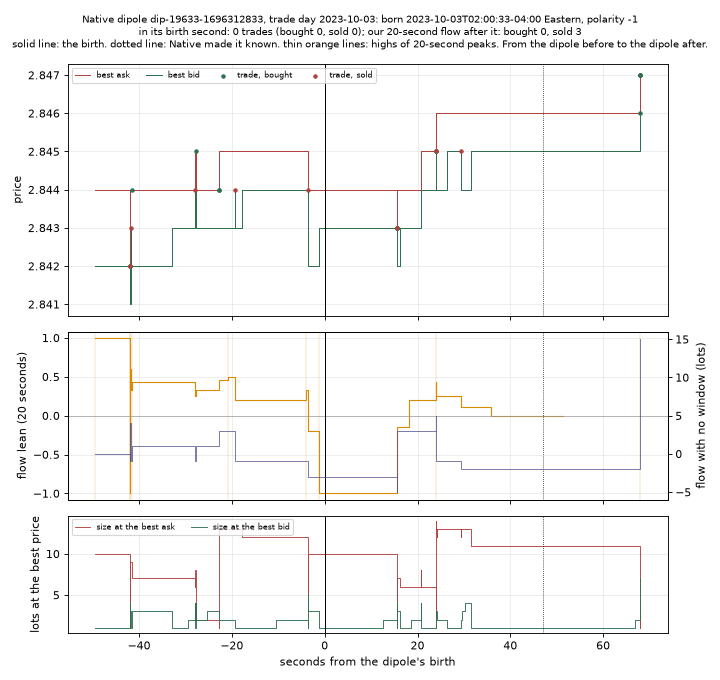 Native dipole dip-19633-1696312833, trade day 2023-10-03: born 2023-10-03T02:00:33-04:00 Eastern, polarity -1
in its birth second: 0 trades (bought 0, sold 0); our 20-second flow after it: bought 0, sold 3
solid line: the birth. dotted line: Native made it known. thin orange lines: highs of 20-second peaks. From the dipole before to the dipole after.
best ask
best bid
trade, bought
trade, sold
2.847
2.846
2.845
2.844
2.843
2.842
2.841
price
1.0
0.5
0.0
−0.5
−1.0
flow lean (20 seconds)
15
10
5
0
−5
flow with no window (lots)
size at the best ask
size at the best bid
10
5
lots at the best price
−40
−20
0
20
40
60
seconds from the dipole's birth